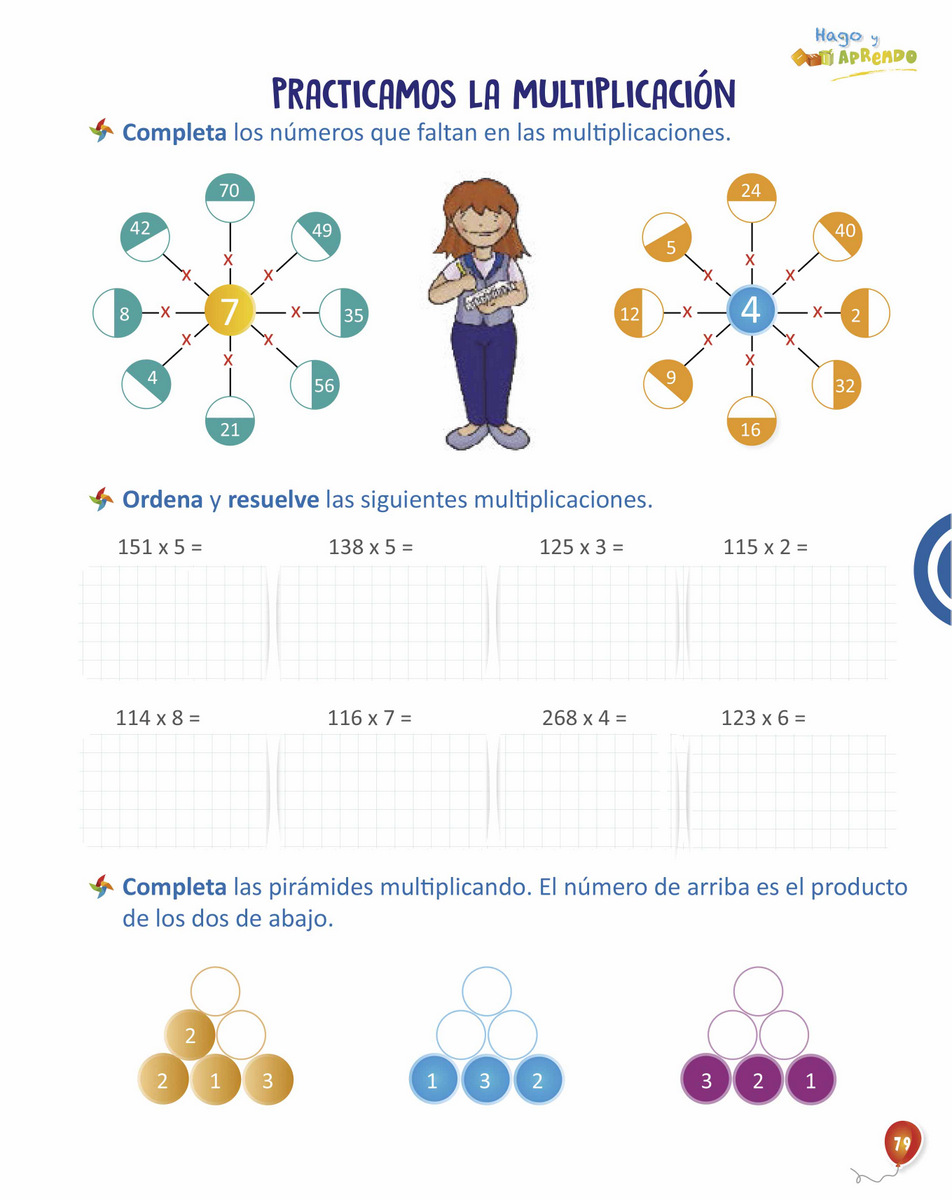 Hago y
APRENDO
PRACTICAMOS LA MULTIPLICACIÓN
Completa los números que faltan en las multiplicaciones.
70
42
49
x
x
x
8
x
7
x
35
x
x
x
4
56
21
24
5
40
x
x
x
12
x
4
x
2
x
x
x
9
32
16
Ordena y resuelve las siguientes multiplicaciones.
151 x 5 = 138 x 5 = 125 x 3 = 115 x 2 =
114 x 8 = 116 x 7 = 268 x 4 = 123 x 6 =
Completa las pirámides multiplicando. El número de arriba es el producto
de los dos de abajo.
2
2 1 3
1 3 2
3 2 1
79